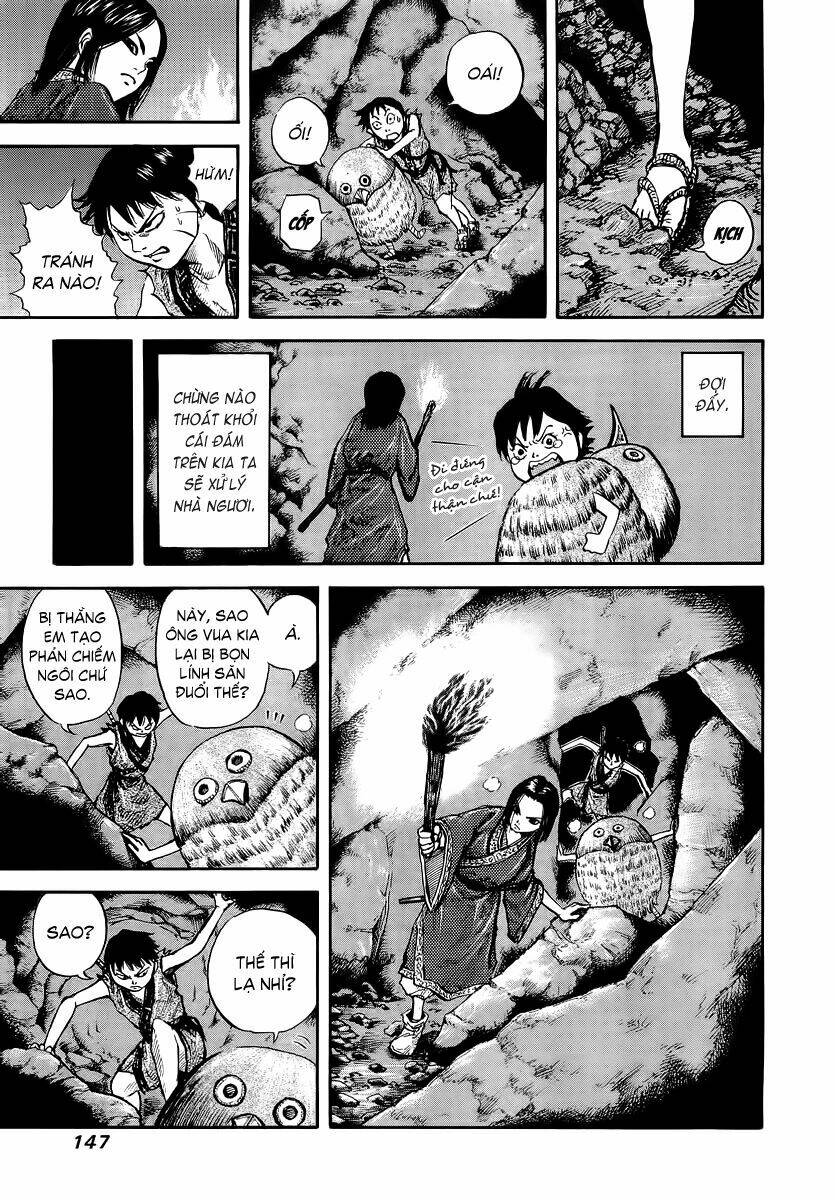 KỊCH
OÁI!
ỐI!
CỐP
HỪM!
TRÁNH
RA NÀO!
ĐỢI
ĐẤY.
Đi đứng
cho cẩn
thận chứ!
CHỪNG NÀO
THOÁT KHỎI
CÁI ĐÁM
TRÊN KIA TA
SẼ XỬ LÝ
NHÀ NGƯƠI.
À.
NÀY, SAO
ÔNG VUA KIA
LẠI BỊ BỌN
LÍNH SĂN
ĐUỔI THẾ?
BỊ THẰNG
EM TẠO
PHẢN CHIẾM
NGÔI CHỨ
SAO.
THẾ THÌ
LẠ NHỈ?
SAO?
147